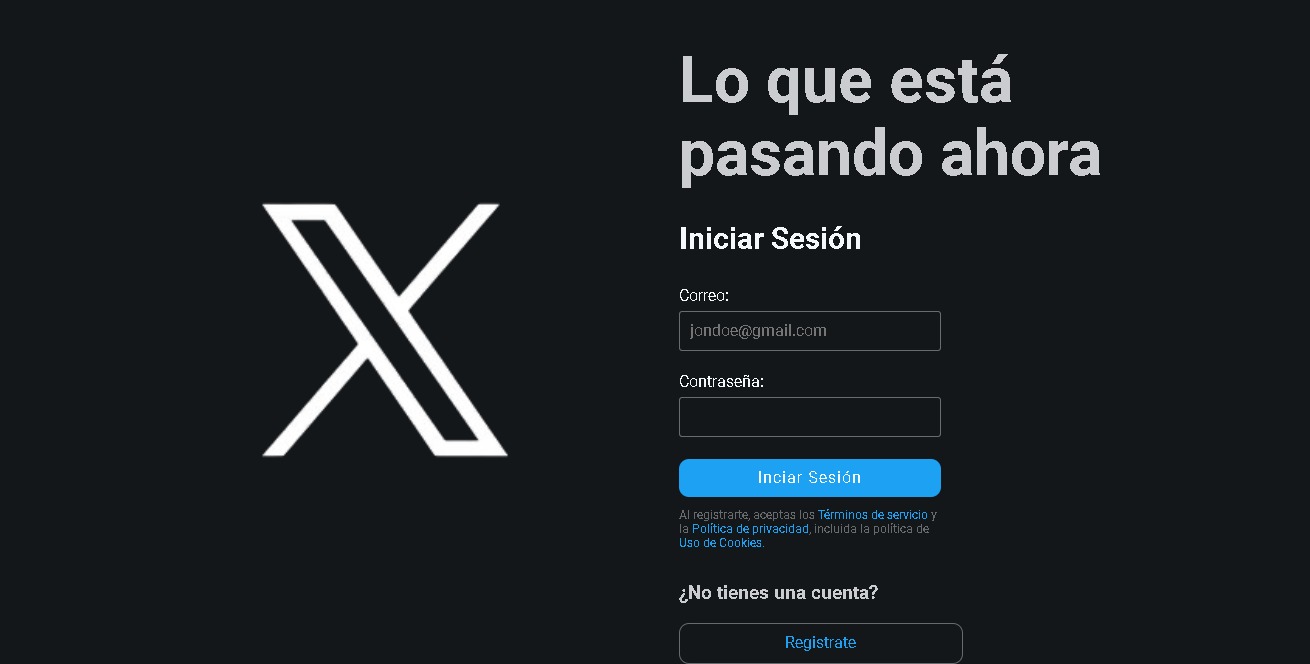 Lo que está
pasando ahora
Iniciar Sesión
Correo:
jondoe@gmail.com
Contraseña:
Inciar Sesión
Al registrarte, aceptas los Términos de servicio y
la Política de privacidad, incluida la política de
Uso de Cookies.
¿No tienes una cuenta?
Registrate